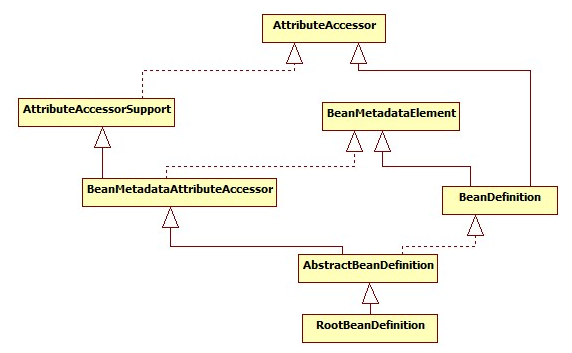 AttributeAccessor
AttributeAccessorSupport
BeanMetadataElement
BeanMetadataAttributeAccessor
BeanDefinition
AbstractBeanDefinition
RootBeanDefinition